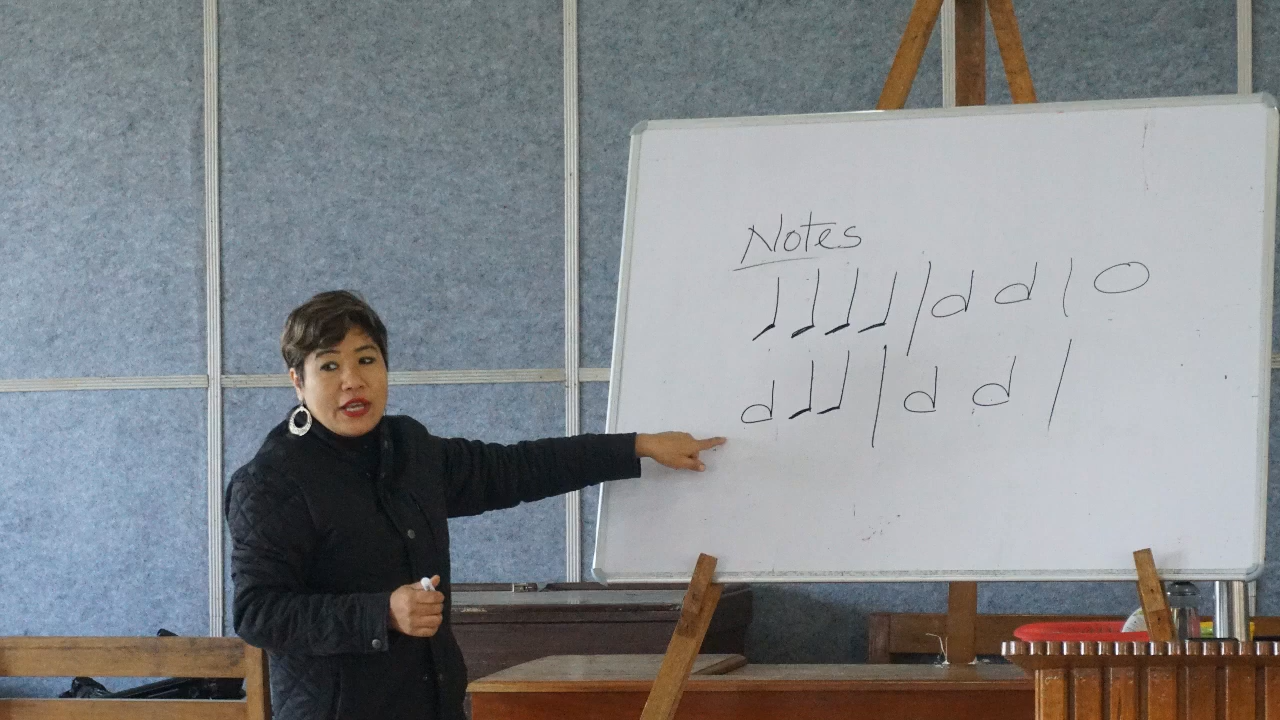 Notes
♩ ♩ ♩ ♩ | 𝅗𝅥 𝅗𝅥 | 𝅝
𝅗𝅥 ♩ ♩ | 𝅗𝅥 𝅗𝅥 |